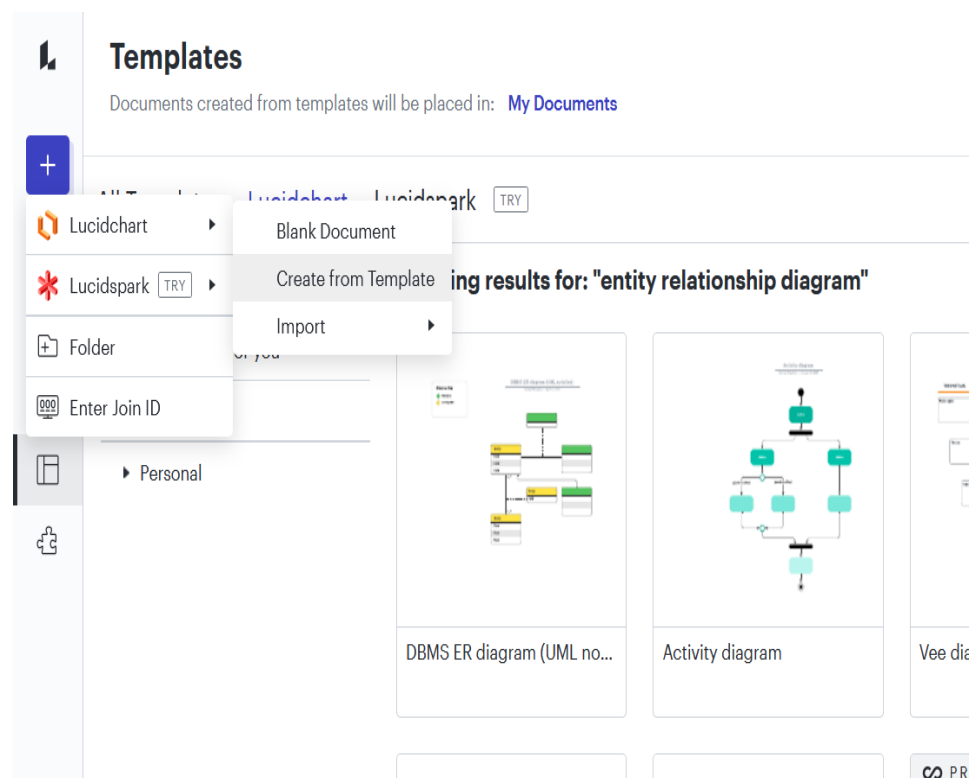 Templates
Documents created from templates will be placed in: My Documents
+
Lucidspark TRY
Lucidchart
Blank Document
Create from Template
Import
Lucidspark TRY
Folder
Enter Join ID
ing results for: "entity relationship diagram"
Personal
DBMS ER diagram (UML no...
Activity diagram
Vee dia
PR